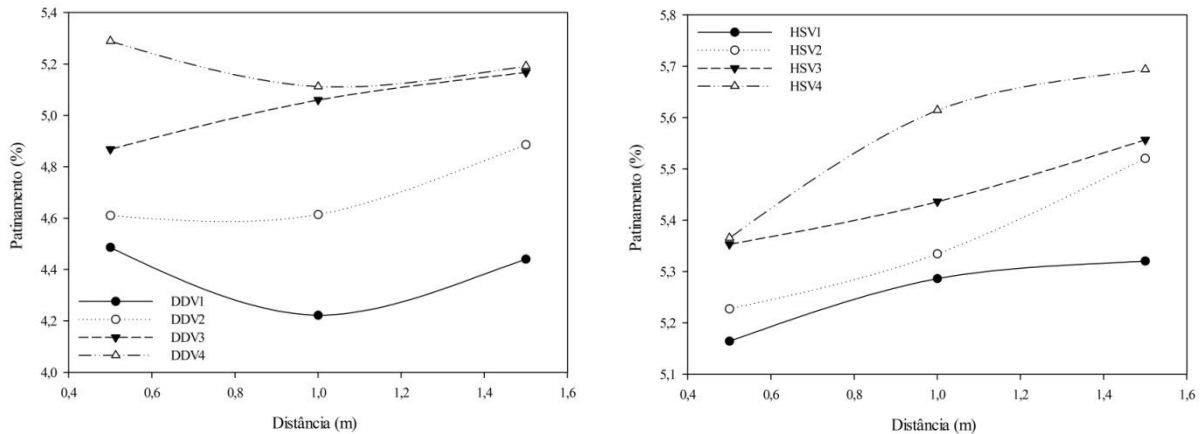 5,4
5,2
5,0
4,8
4,6
4,4
4,2
4,0
Patinamento (%)
DDV1
DDV2
DDV3
DDV4
0,4 0,6 0,8 1,0 1,2 1,4 1,6
Distância (m)
5,8
5,7
5,6
5,5
5,4
5,3
5,2
5,1
Patinamento (%)
HSV1
HSV2
HSV3
HSV4
0,4 0,6 0,8 1,0 1,2 1,4 1,6
Distância (m)